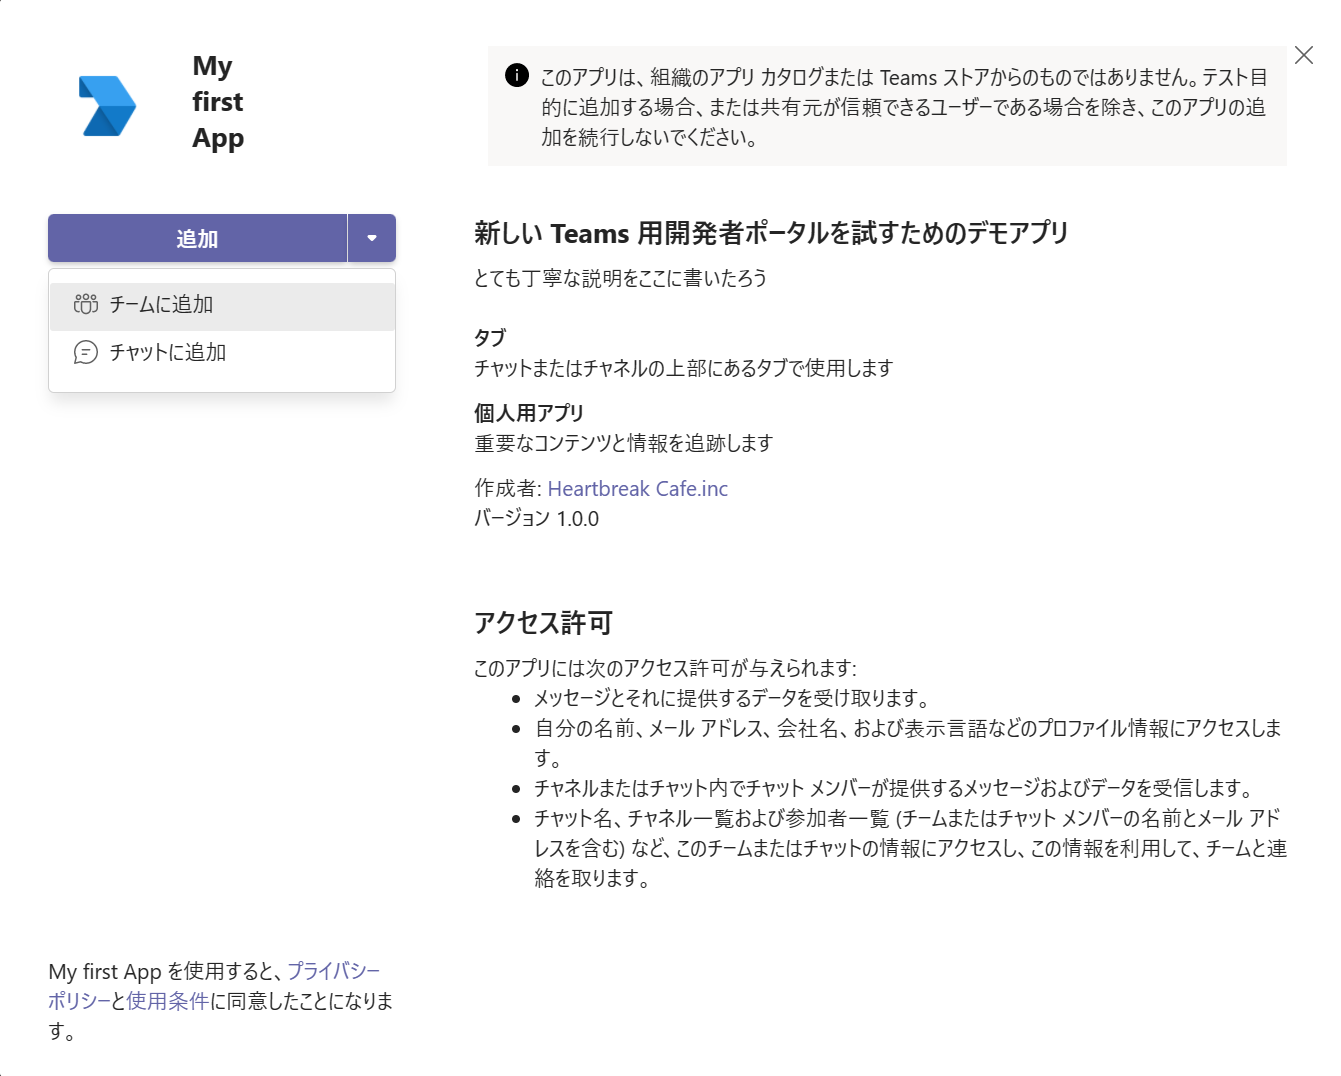 My
first
App
このアプリは、組織のアプリ カタログまたは Teams ストアからのものではありません。テスト目
的に追加する場合、または共有元が信頼できるユーザーである場合を除き、このアプリの追
加を続行しないでください。
追加
チームに追加
チャットに追加
新しい Teams 用開発者ポータルを試すためのデモアプリ
とても丁寧な説明をここに書いたろう
タブ
チャットまたはチャネルの上部にあるタブで使用します
個人用アプリ
重要なコンテンツと情報を追跡します
作成者: Heartbreak Cafe.inc
バージョン 1.0.0
アクセス許可
このアプリには次のアクセス許可が与えられます:
● メッセージとそれに提供するデータを受け取ります。
● 自分の名前、メール アドレス、会社名、および表示言語などのプロファイル情報にアクセスしま
す。
● チャネルまたはチャット内でチャット メンバーが提供するメッセージおよびデータを受信します。
● チャット名、チャネル一覧および参加者一覧 (チームまたはチャット メンバーの名前とメール アド
レスを含む) など、このチームまたはチャットの情報にアクセスし、この情報を利用して、チームと連
絡を取ります。
My first App を使用すると、プライバシー
ポリシーと使用条件に同意したことになりま
す。